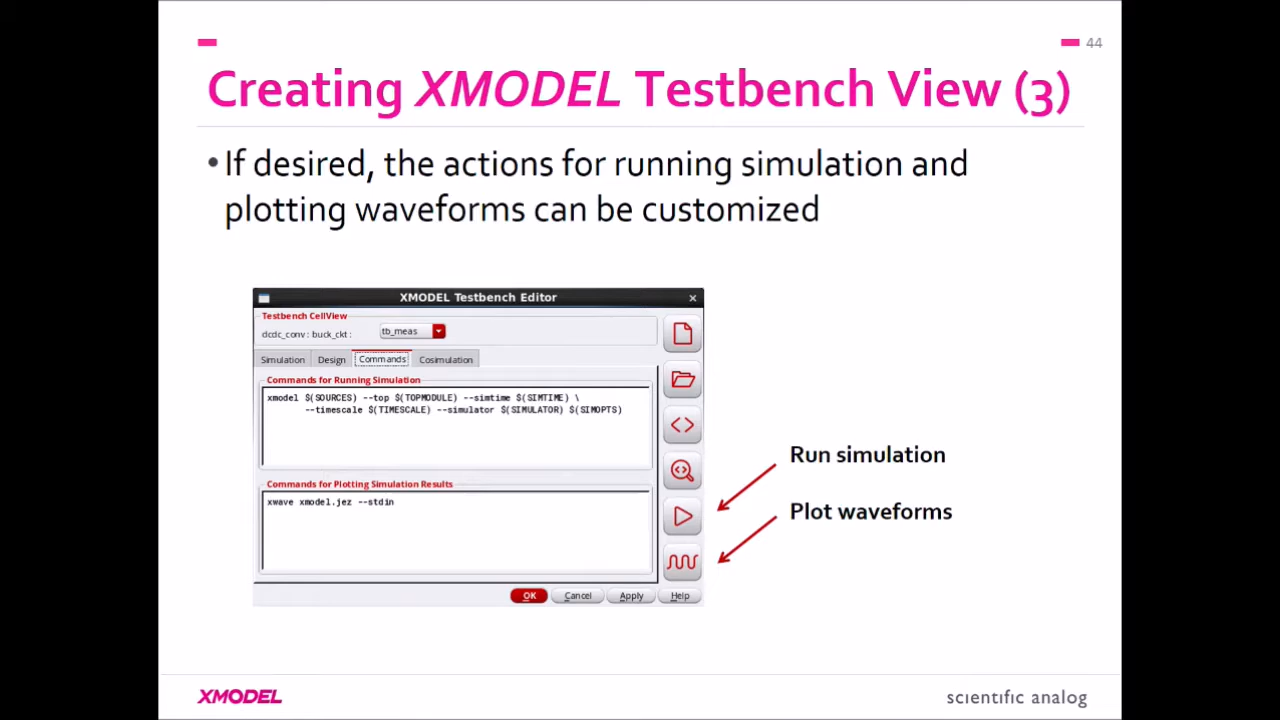 44
Creating XMODEL Testbench View (3)
•If desired, the actions for running simulation and
plotting waveforms can be customized
XMODEL Testbench Editor
Testbench CellView
dcdc_conv : buck_ckt : tb_meas
Simulation Design Commands Cosimulation
Commands for Running Simulation
xmodel $(SOURCES) --top $(TOPMODULE) --simtime $(SIMTIME) \
--timescale $(TIMESCALE) --simulator $(SIMULATOR) $(SIMOPTS)
Run simulation
Commands for Plotting Simulation Results
xwave xmodel.jez --stdin
Plot waveforms
OK Cancel Apply Help
XMODEL
scientific analog